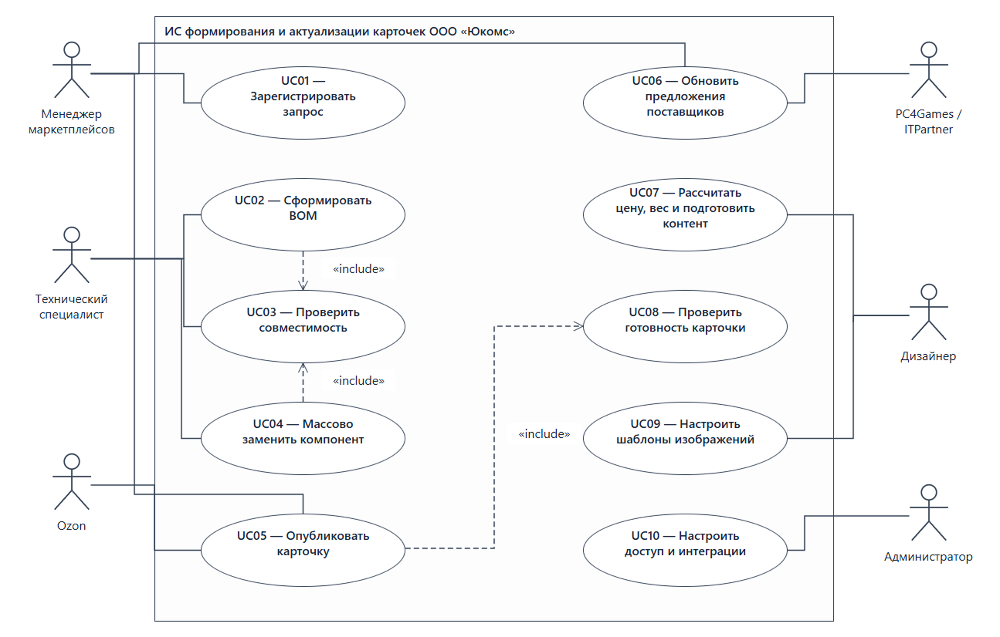 ИС формирования и актуализации карточек ООО «Юкомс»
Менеджер
маркетплейсов
UC01 —
Зарегистрировать
запрос
UC06 — Обновить
предложения
поставщиков
PC4Games /
ITPartner
UC02 — Сформировать
BOM
UC07 — Рассчитать
цену, вес и подготовить
контент
«include»
Технический
специалист
UC03 — Проверить
совместимость
UC08 — Проверить
готовность карточки
Дизайнер
«include»
UC04 — Массово
заменить компонент
«include»
UC09 — Настроить
шаблоны изображений
Ozon
UC05 — Опубликовать
карточку
UC10 — Настроить
доступ и интеграции
Администратор